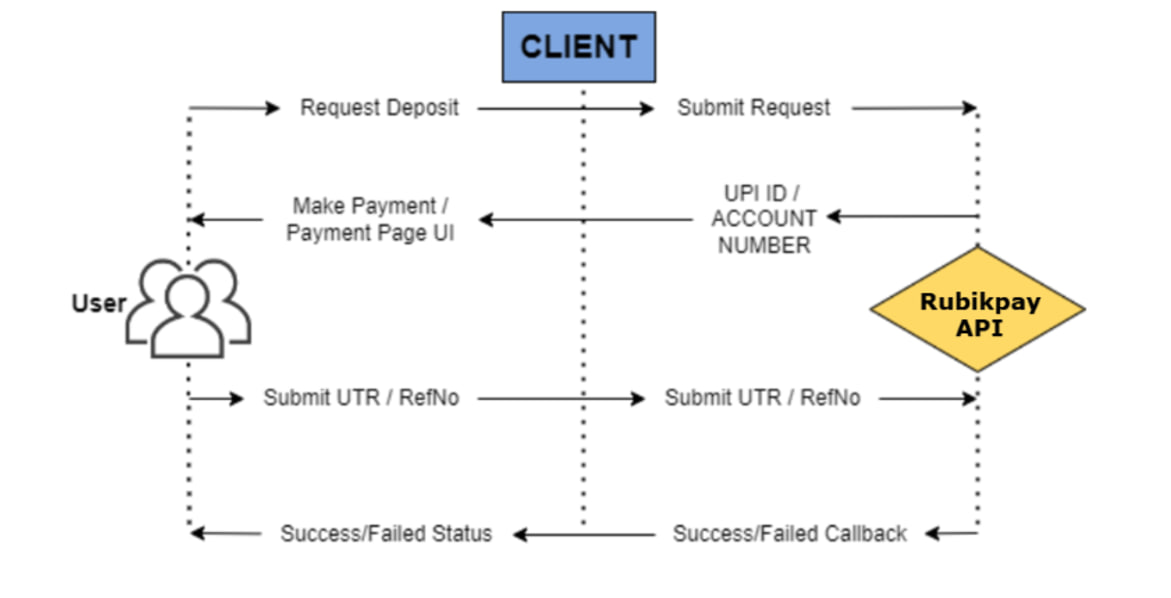 CLIENT
Request Deposit
Submit Request
Make Payment /
Payment Page UI
UPI ID /
ACCOUNT
NUMBER
User
Rubikpay
API
Submit UTR / RefNo
Submit UTR / RefNo
Success/Failed Status
Success/Failed Callback